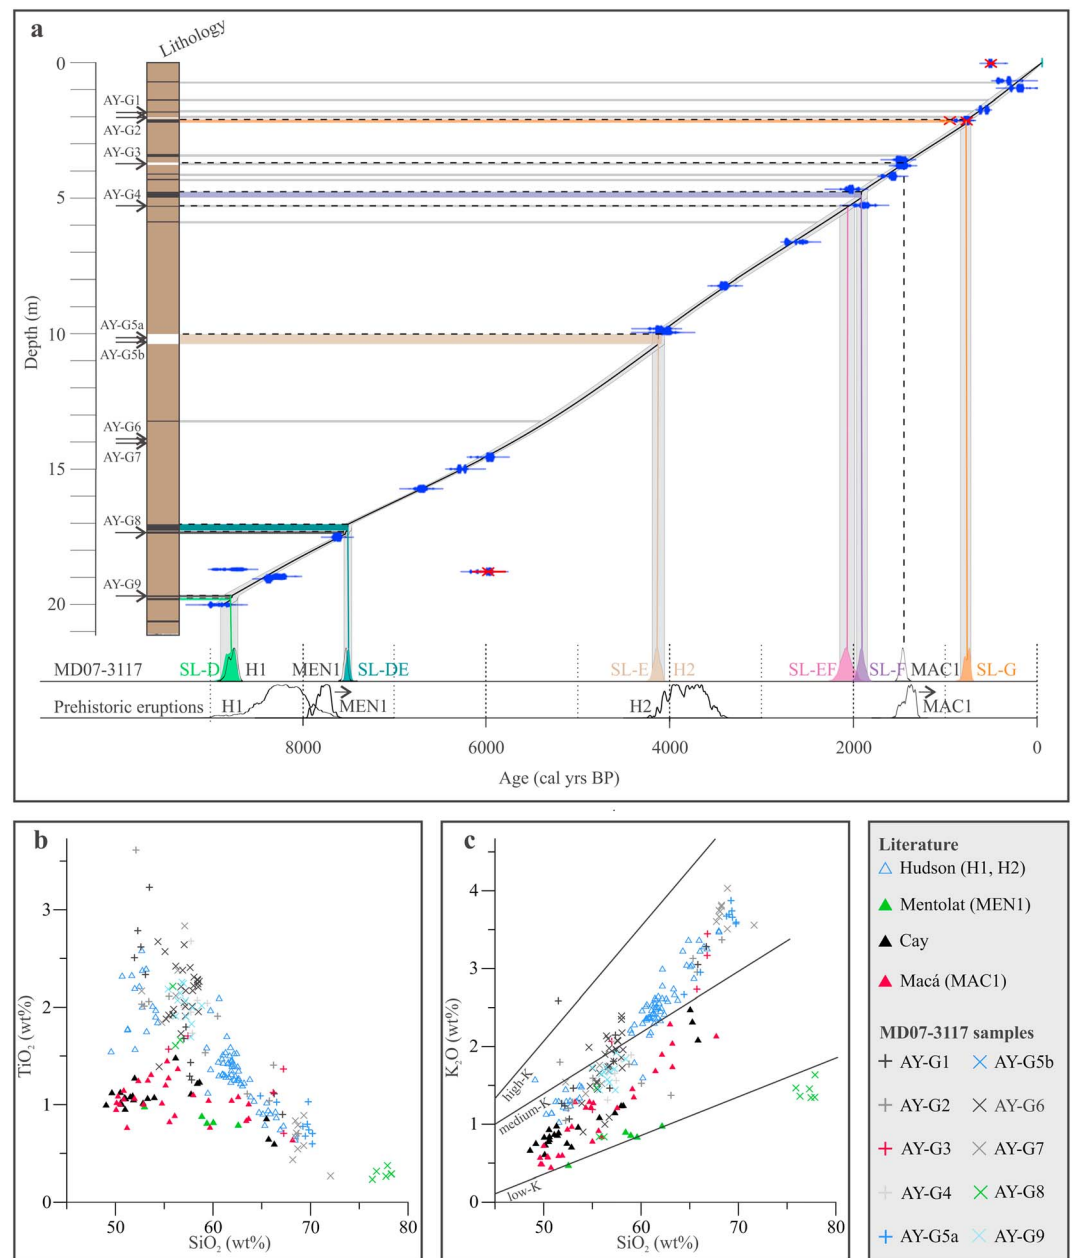 a
Lithology
0
AY-G1
AY-G2
AY-G3
AY-G4
5
AY-G5a
10
AY-G5b
Depth (m)
AY-G6
AY-G7
15
AY-G8
AY-G9
20
MD07-3117 SL-D H1 MEN1 SL-DE SL-E H2 SL-EF SL-F MAC1 SL-G
Prehistoric eruptions H1 MEN1 H2 MAC1
8000 6000 4000 2000 0
Age (cal yrs BP)
b
3
2
TiO₂ (wt%)
1
0
50 60 70 80
SiO₂ (wt%)
c
4
3
2
K₂O (wt%)
high-K
medium-K
1
low-K
0
50 60 70 80
SiO₂ (wt%)
Literature
Hudson (H1, H2)
Mentolat (MEN1)
Cay
Macá (MAC1)
MD07-3117 samples
AY-G1 AY-G5b
AY-G2 AY-G6
AY-G3 AY-G7
AY-G4 AY-G8
AY-G5a AY-G9